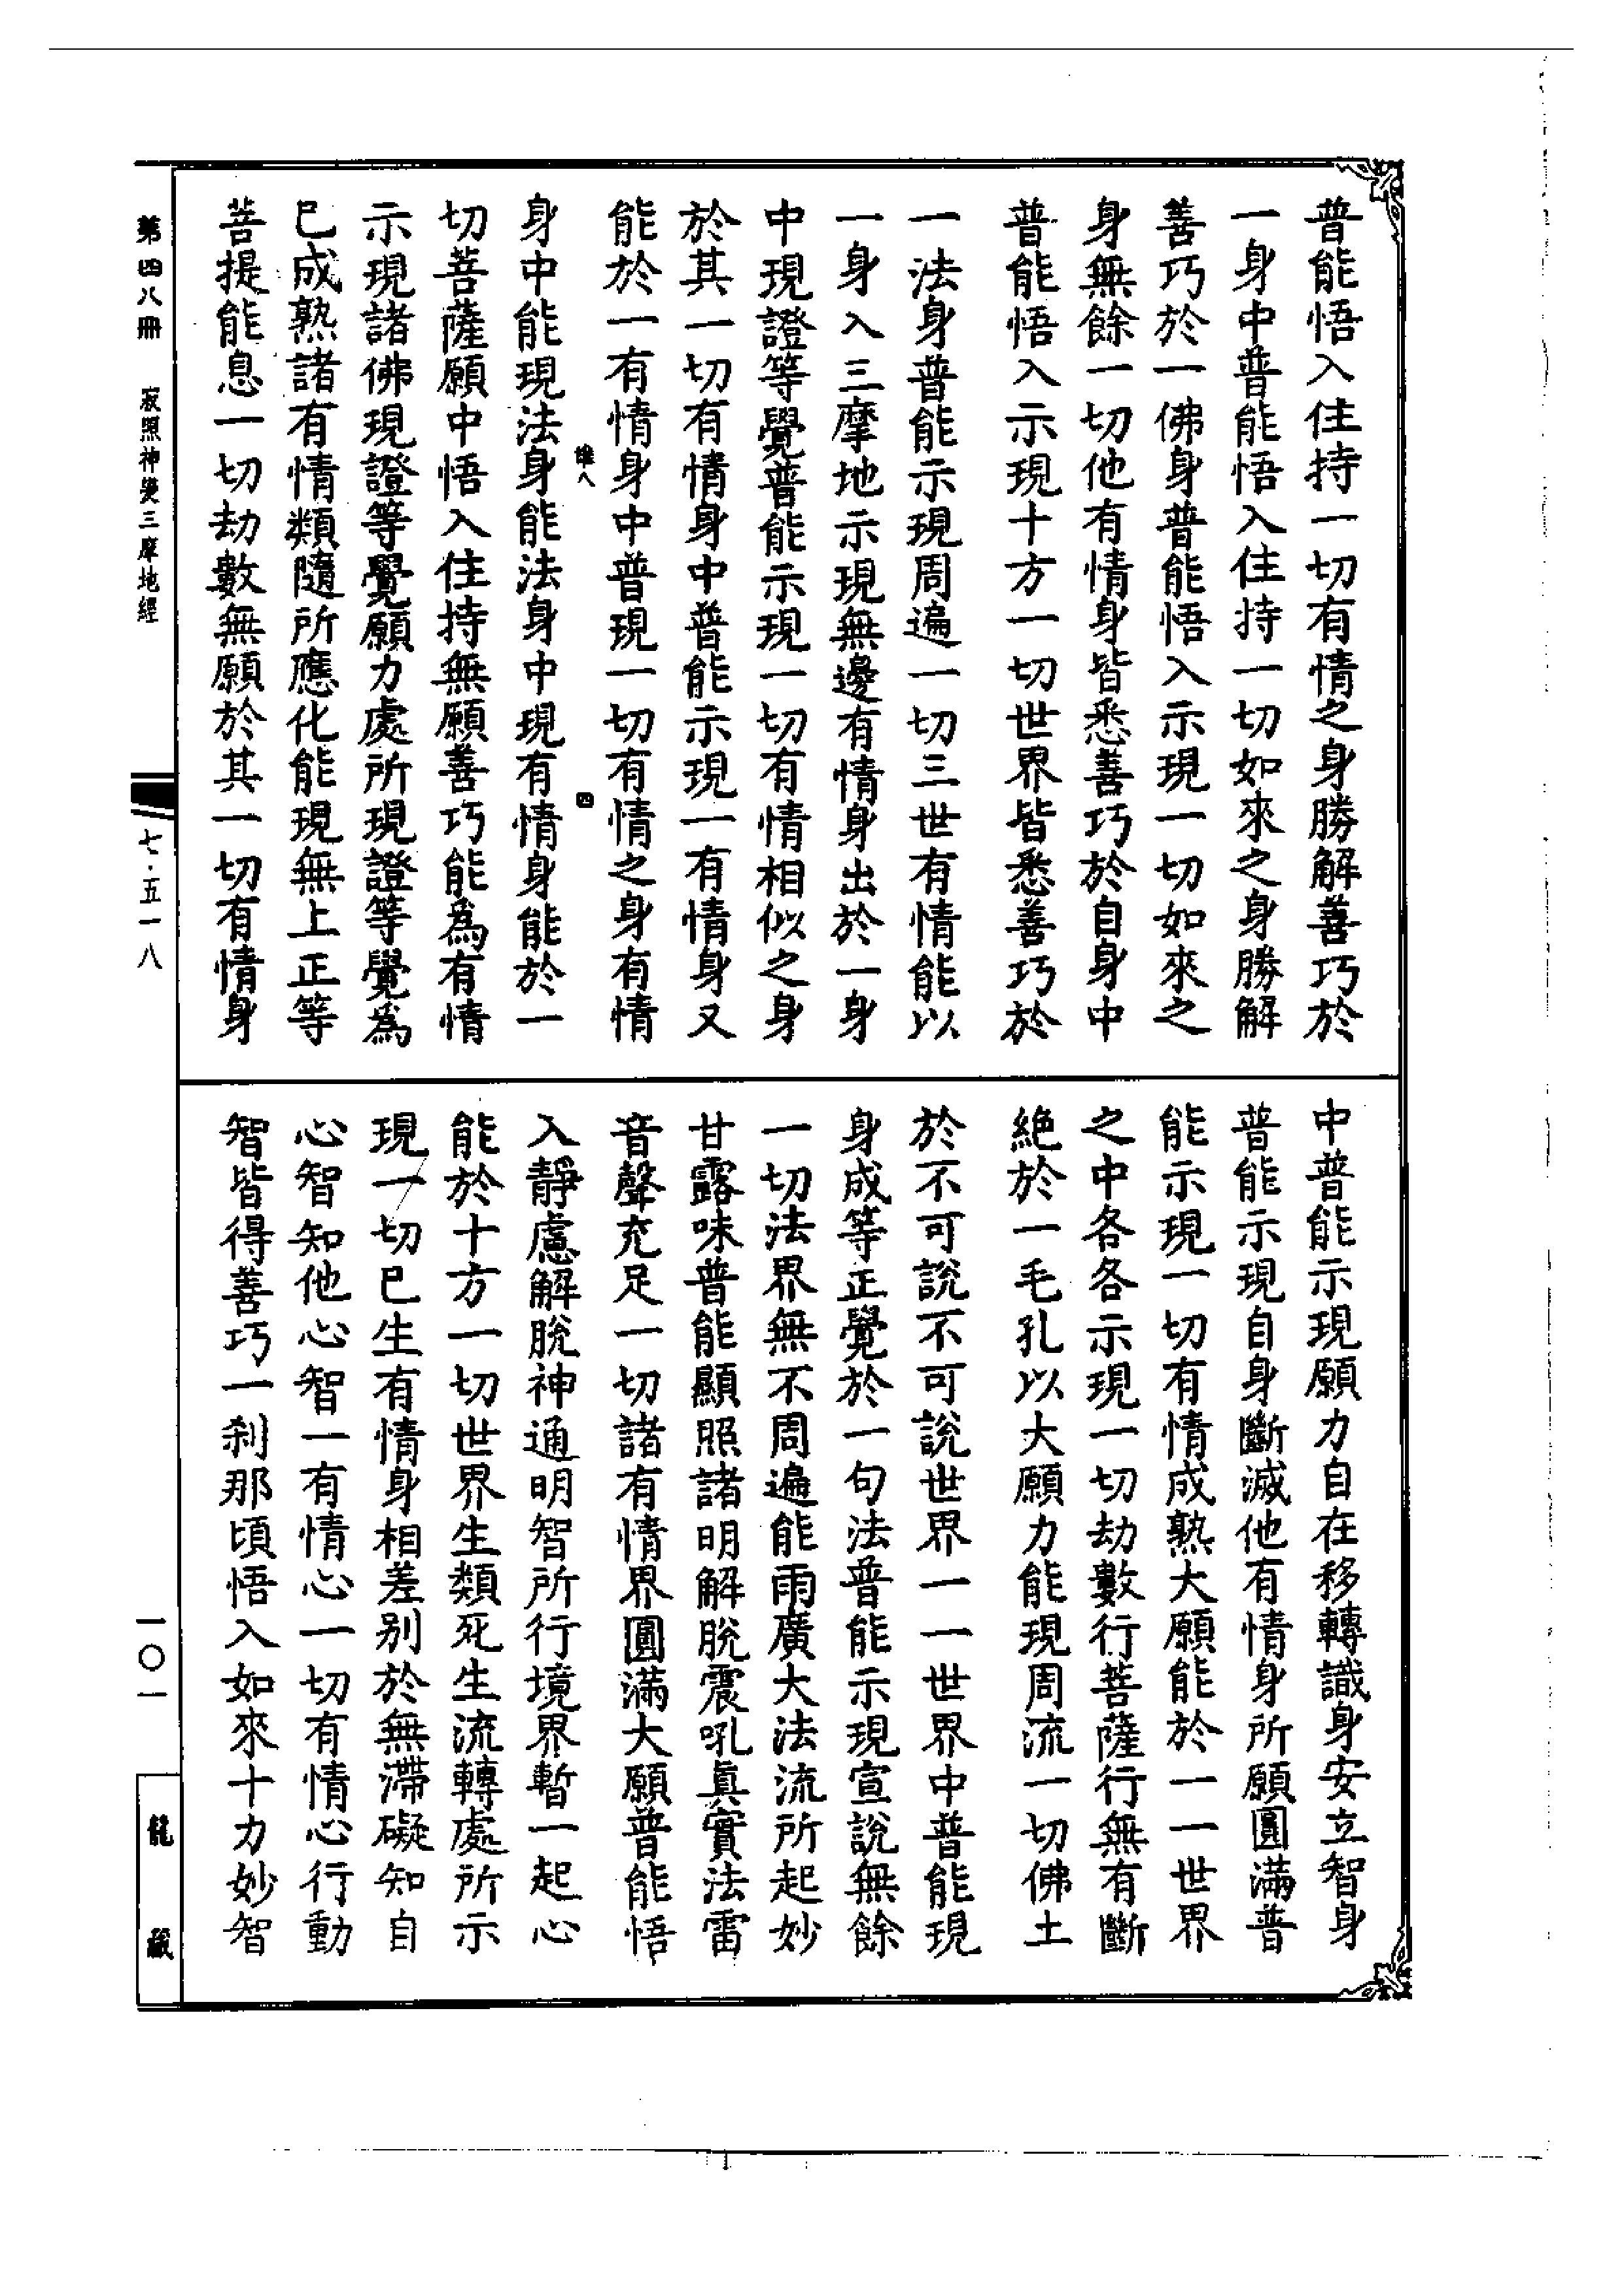 普能悟入住持一切有情之身勝解善巧於
一身中普能悟入住持一切如來之身勝解
善巧於一佛身普能悟入示現一切如來之
身無餘一切他有情身皆悉善巧於自身中
普能悟入示現十方一切世界皆悉善巧於
一法身普能示現周遍一切三世有情能以
一身入三摩地示現無邊有情身出於一身
中現證等覺普能示現一切有情相似之身
於其一切有情身中普能示現一有情身又
能於一有情身中普現一切有情之身有情
四
身中能現法身能法身中現有情身能於一
切菩薩願中悟入住持無願善巧能為有情
示現諸佛現證等覺願力處所現證等覺為
已成熟諸有情類隨所應化能現無上正等
菩提能息一切劫數無願於其一切有情身
中普能示現願力自在移轉識身安立智身
普能示現自身斷滅他有情身所願圓滿普
能示現一切有情成熟大願能於一一世界
之中各各示現一切劫數行菩薩行無有斷
絶於一毛孔以大願力能現周流一切佛土
於不可說不可說世界一一世界中普能現
身成等正覺於一句法普能示現宣說無餘
一切法界無不周遍能雨廣大法流所起妙
甘露味普能顯照諸明解脫震吼真實法雷
音聲充足一切諸有情界圓滿大願普能悟
入靜慮解脫神通明智所行境界暫一起心
能於十方一切世界生類死生流轉處所示
現一切已生有情身相差別於無滯礙知自
心智知他心智一有情心一切有情心行動
智皆得善巧一剎那頃悟入如來十力妙智
第四八冊　寂照神變三摩地經
七·五一八
一〇一
龍藏